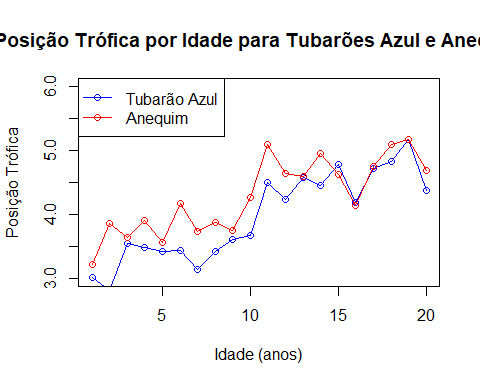 Posição Trófica por Idade para Tubarões Azul e Aneq
Tubarão Azul
Anequim
Posição Trófica
6.0
5.0
4.0
3.0
5
10
15
20
Idade (anos)